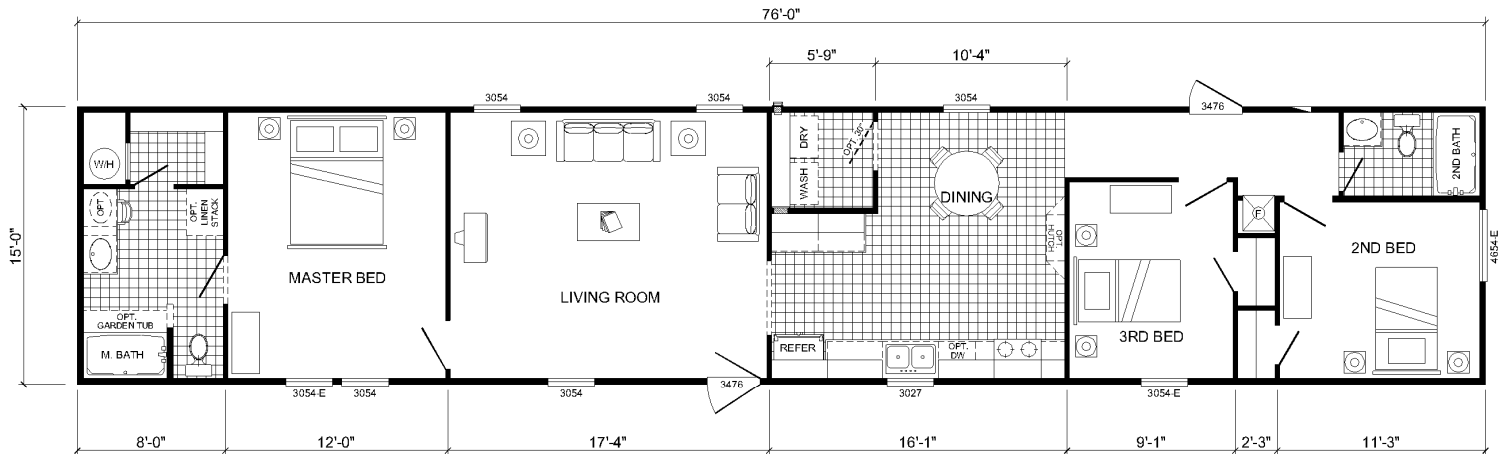 76'-0"
5'-9"
10'-4"
3054
3054
3054
3476
15'-0"
W/H
OPT
OPT.
LINEN
STACK
MASTER BED
OPT.
GARDEN TUB
M. BATH
LIVING ROOM
DRY
WASH
OPT. 30"
DINING
OPT.
HUTCH
REFER
OPT.
DW
3RD BED
F
2ND BATH
2ND BED
4654-E
3054-E
3054
3054
3476
3027
3054-E
8'-0"
12'-0"
17'-4"
16'-1"
9'-1"
2'-3"
11'-3"